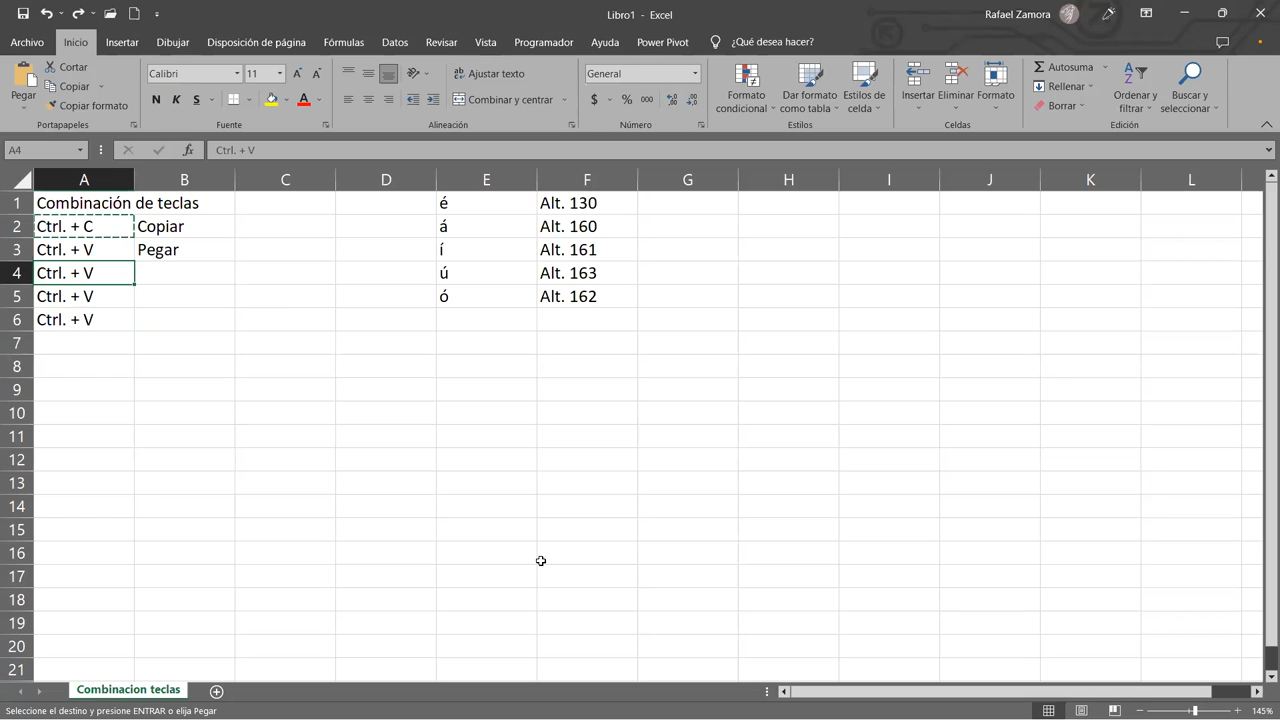 Libro1 - Excel
Rafael Zamora
Archivo Inicio Insertar Dibujar Disposición de página Fórmulas Datos Revisar Vista Programador Ayuda Power Pivot ¿Qué desea hacer?
Pegar
Cortar
Copiar
Copiar formato
Portapapeles
Calibri 11
N K S
Fuente
Ajustar texto
Combinar y centrar
Alineación
General
$ % 000
Número
Formato condicional
Dar formato como tabla
Estilos de celda
Estilos
Insertar Eliminar Formato
Celdas
Autosuma
Rellenar
Borrar
Ordenar y filtrar
Buscar y seleccionar
Edición
A4 fx Ctrl. + V
A B C D E F G H I J K L
1 Combinación de teclas é Alt. 130
2 Ctrl. + C Copiar á Alt. 160
3 Ctrl. + V Pegar í Alt. 161
4 Ctrl. + V ú Alt. 163
5 Ctrl. + V ó Alt. 162
6 Ctrl. + V
7
8
9
10
11
12
13
14
15
16
17
18
19
20
21
Combinacion teclas
Seleccione el destino y presione ENTRAR o elija Pegar
145%